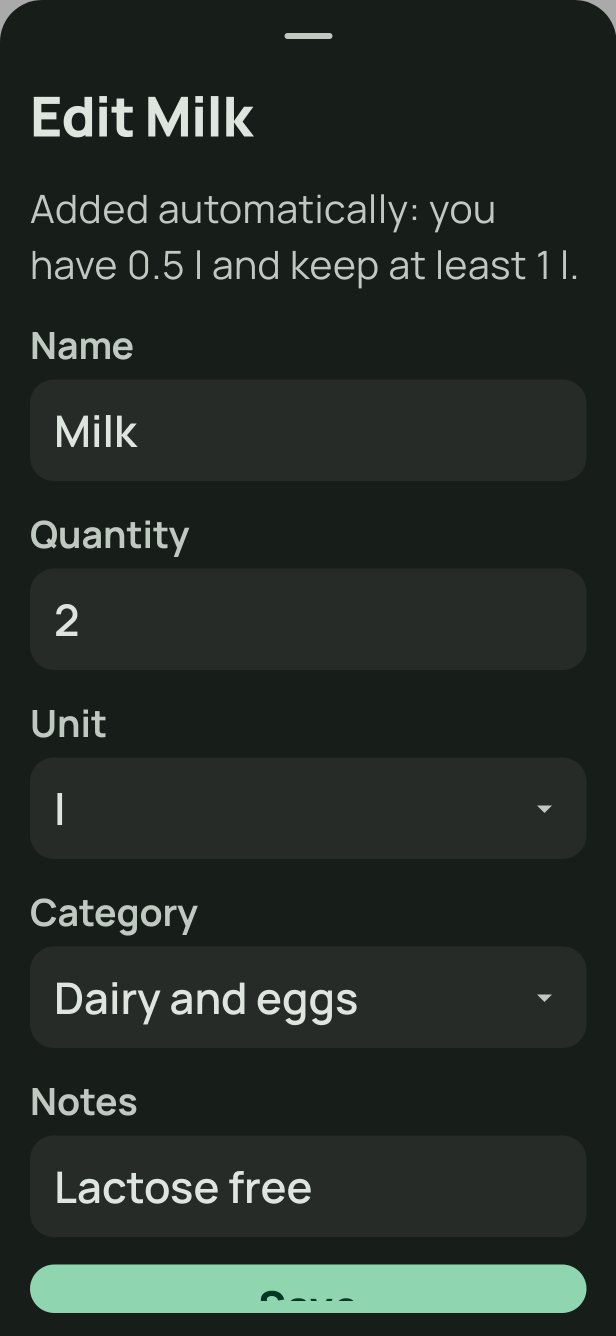 Edit Milk
Added automatically: you
have 0.5 l and keep at least 1 l.
Name
Milk
Quantity
2
Unit
l
Category
Dairy and eggs
Notes
Lactose free
Save